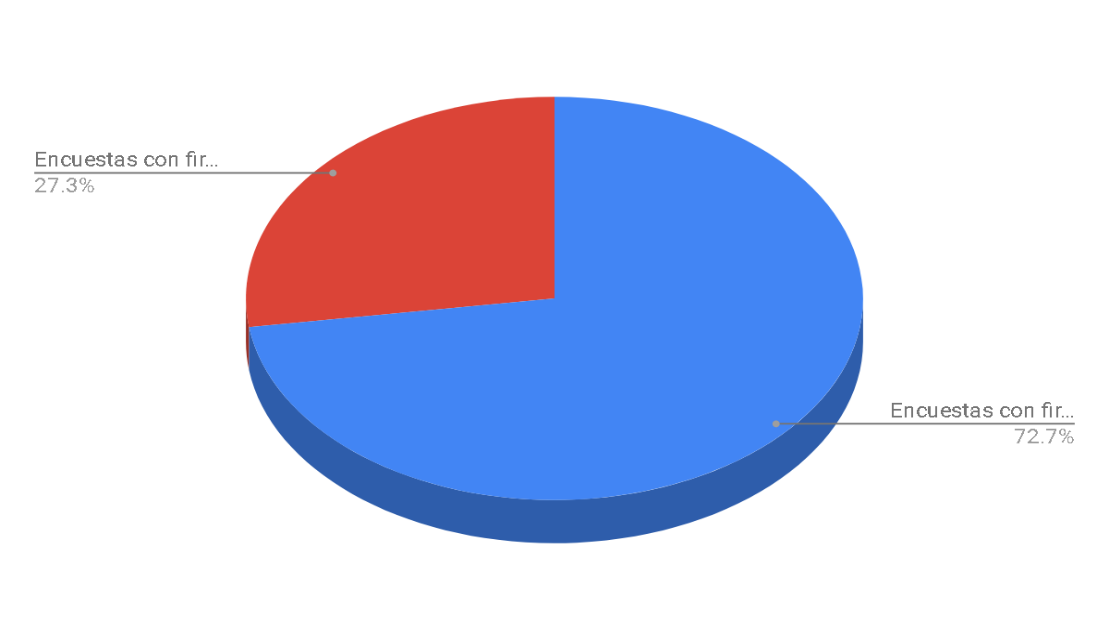 Encuestas con fir...
27.3%
Encuestas con fir...
72.7%